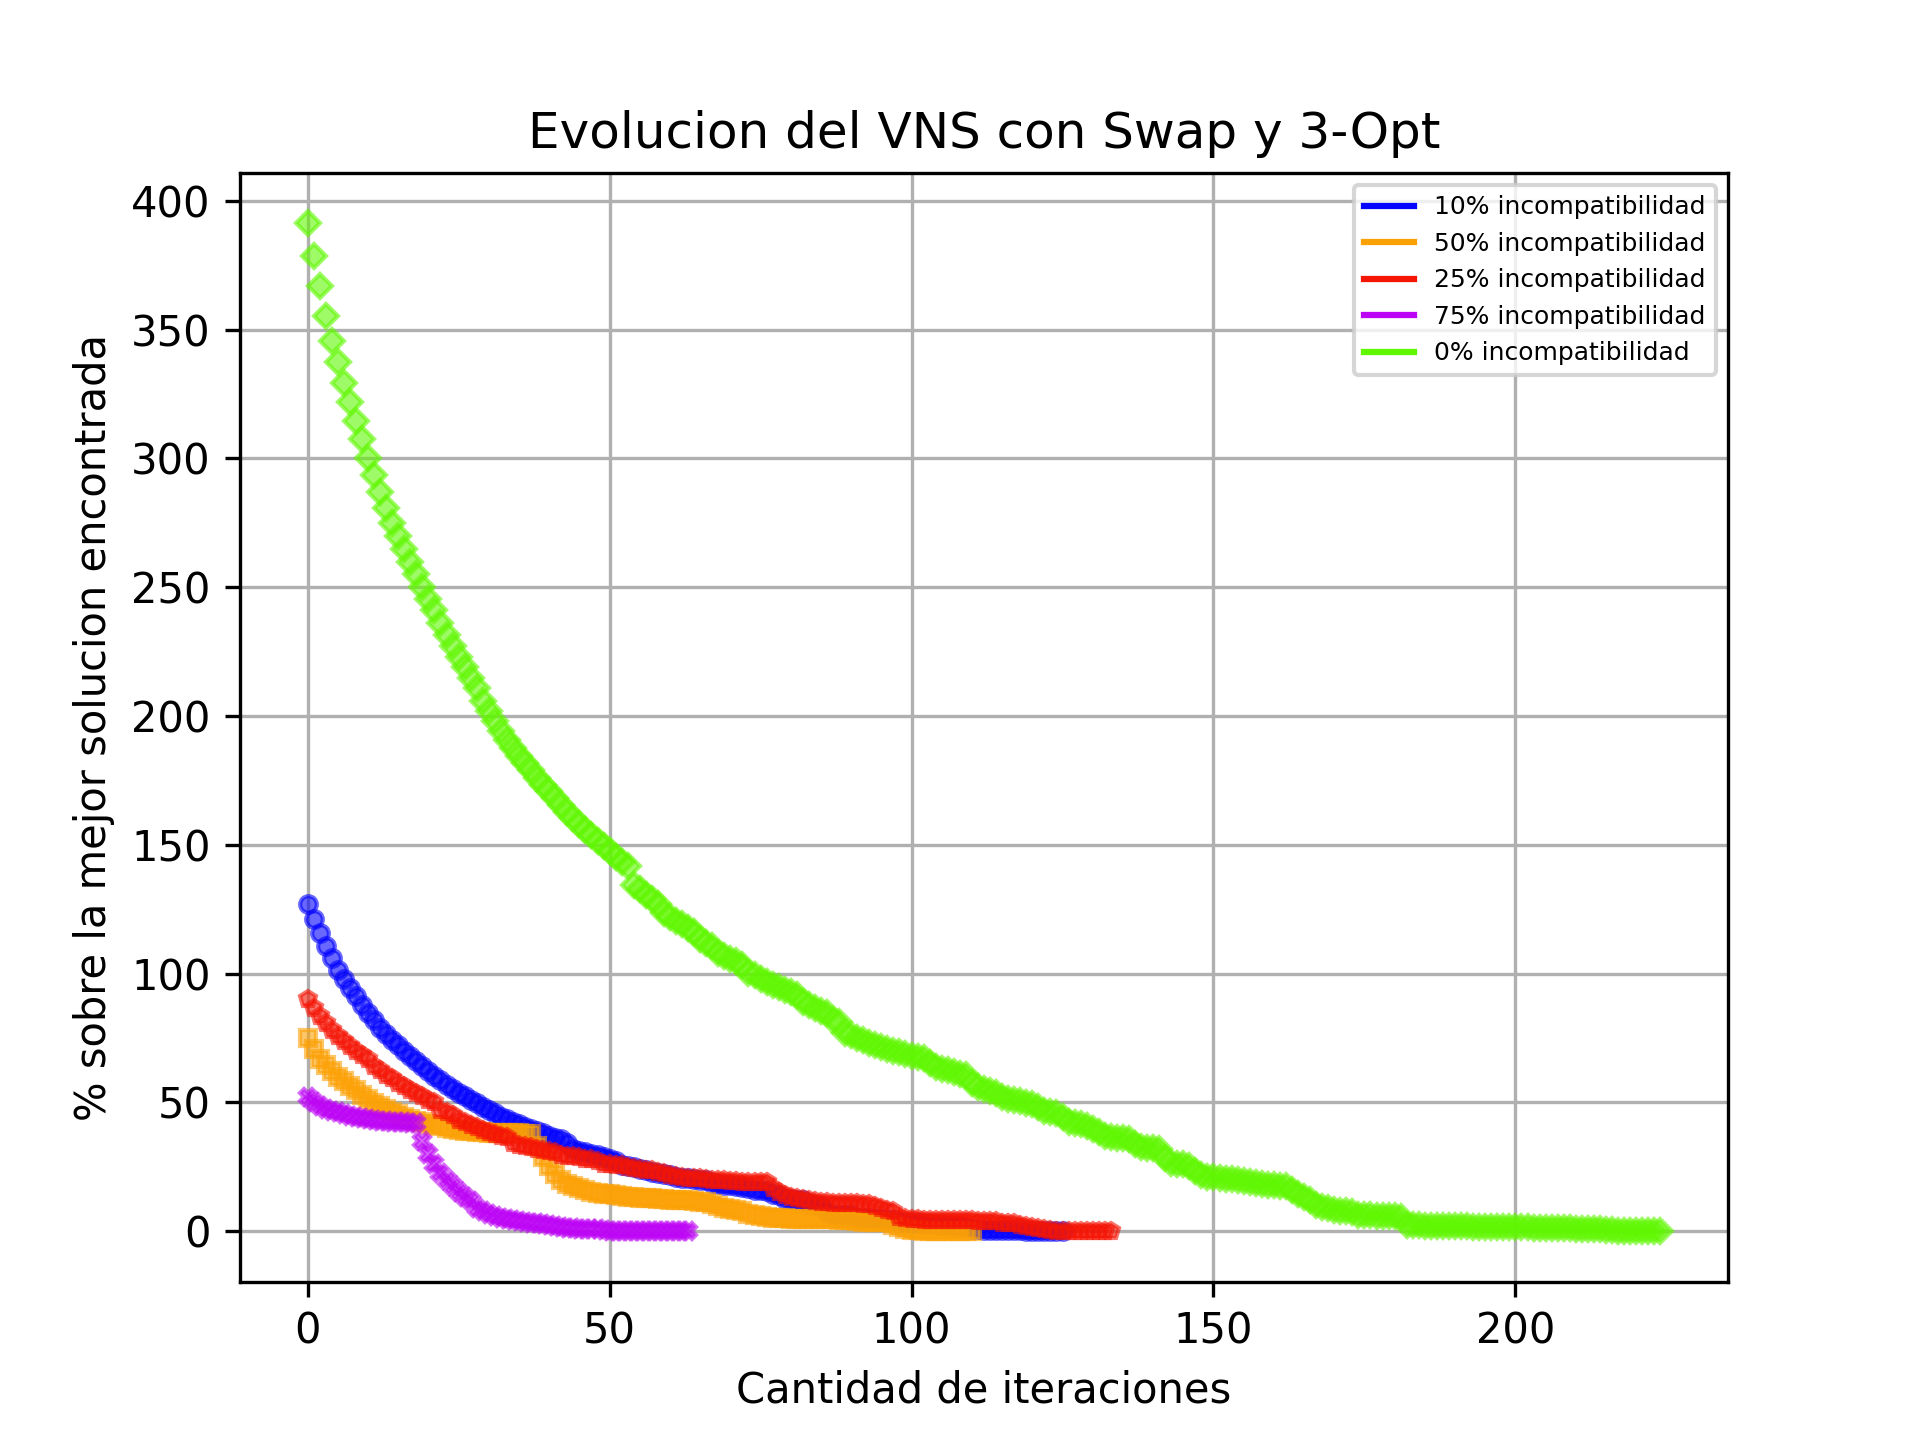 Evolucion del VNS con Swap y 3-Opt
400
350
300
250
200
150
100
50
0
% sobre la mejor solucion encontrada
10% incompatibilidad
50% incompatibilidad
25% incompatibilidad
75% incompatibilidad
0% incompatibilidad
0 50 100 150 200
Cantidad de iteraciones